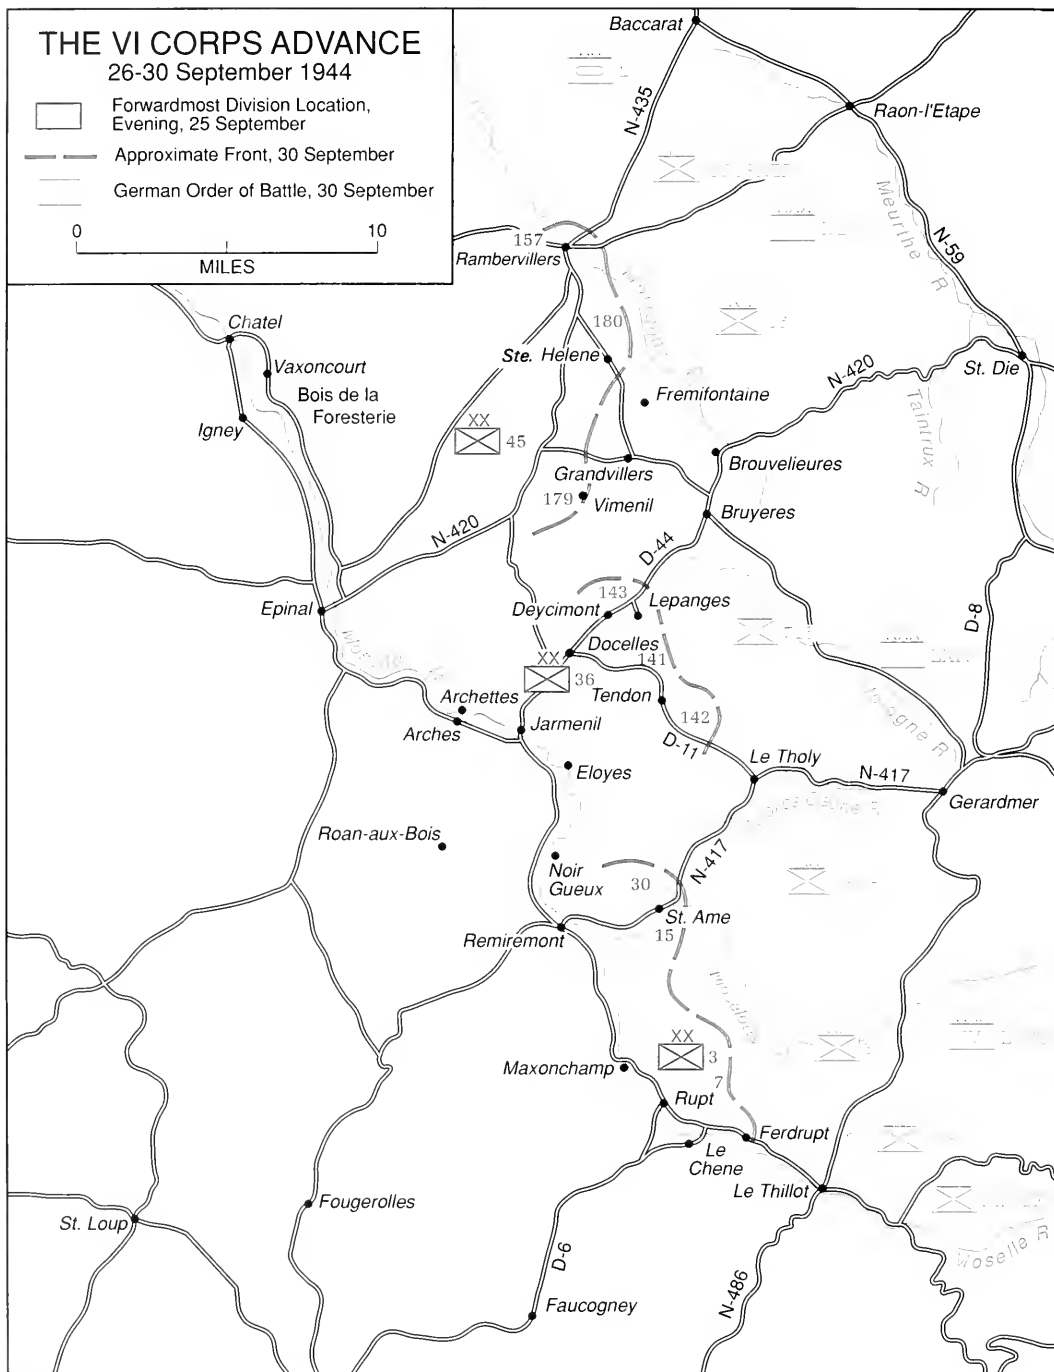 THE VI CORPS ADVANCE
26-30 September 1944
Forwardmost Division Location,
Evening, 25 September
Approximate Front, 30 September
German Order of Battle, 30 September
0 10
MILES
Baccarat
N-435
Raon-l'Etape
Meurthe R
N-59
157
Rambervillers
180
Chatel
Ste. Helene
N-420
St. Die
Vaxoncourt
Bois de la
Foresterie
Fremifontaine
Taintrux R
Igney
XX
45
Grandvillers
Brouvelieures
179
Vimenil
Bruyeres
N-420
D-44
143
Epinal
Deycimont
Lepanges
D-8
Docelles
141
XX
36
Tendon
Archettes
142
Arches
Jarmenil
D-11
Le Tholy
Eloyes
N-417
Gerardmer
Roan-aux-Bois
N-417
Noir
Gueux
30
St. Ame
15
Remiremont
XX
3
Maxonchamp
7
Rupt
Ferdrupt
Le
Chene
Le Thillot
Fougerolles
St. Loup
Moselle R
D-6
N-486
Faucogney